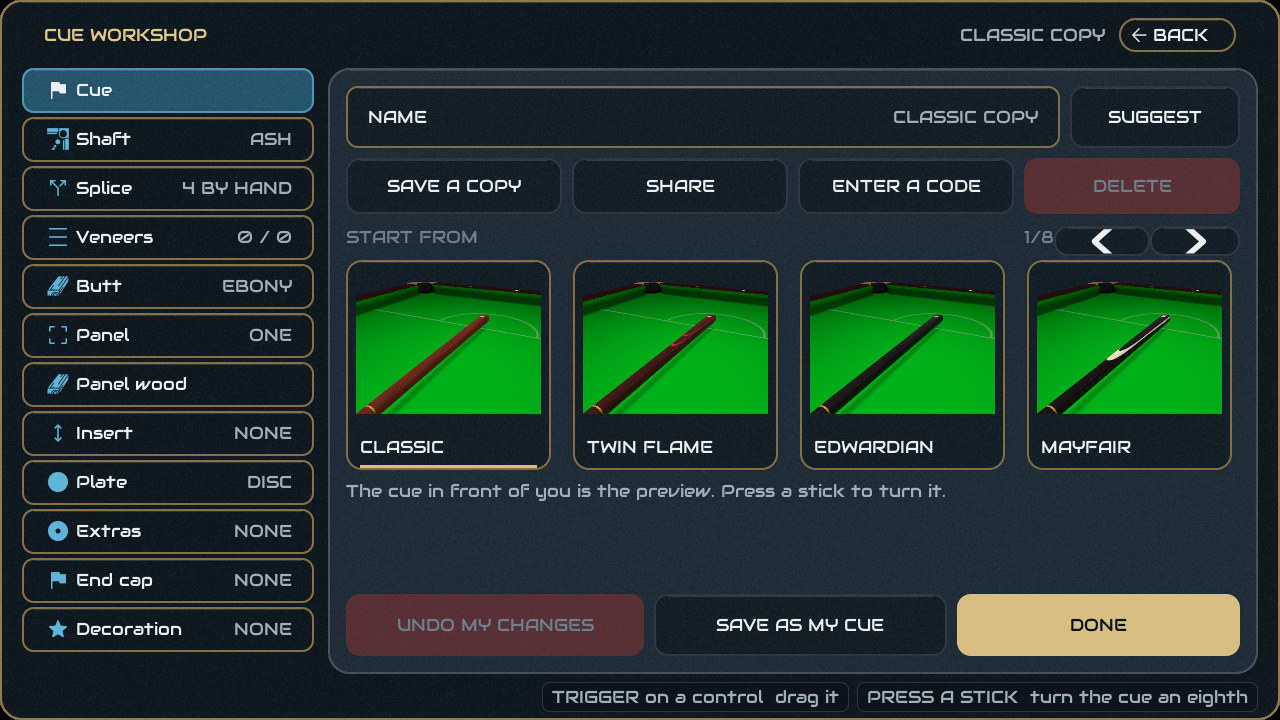 CUE WORKSHOP
CLASSIC COPY
← BACK
Cue
Shaft ASH
Splice 4 BY HAND
Veneers 0 / 0
Butt EBONY
Panel ONE
Panel wood
Insert NONE
Plate DISC
Extras NONE
End cap NONE
Decoration NONE
NAME CLASSIC COPY
SUGGEST
SAVE A COPY
SHARE
ENTER A CODE
DELETE
START FROM
1/8
CLASSIC
TWIN FLAME
EDWARDIAN
MAYFAIR
The cue in front of you is the preview. Press a stick to turn it.
UNDO MY CHANGES
SAVE AS MY CUE
DONE
TRIGGER on a control drag it
PRESS A STICK turn the cue an eighth